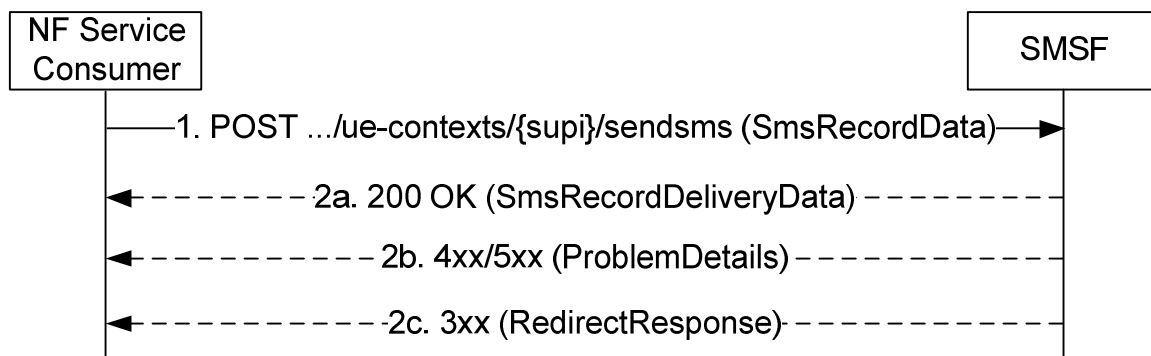 NF Service
Consumer
SMSF
1. POST .../ue-contexts/{supi}/sendsms (SmsRecordData)
2a. 200 OK (SmsRecordDeliveryData)
2b. 4xx/5xx (ProblemDetails)
2c. 3xx (RedirectResponse)